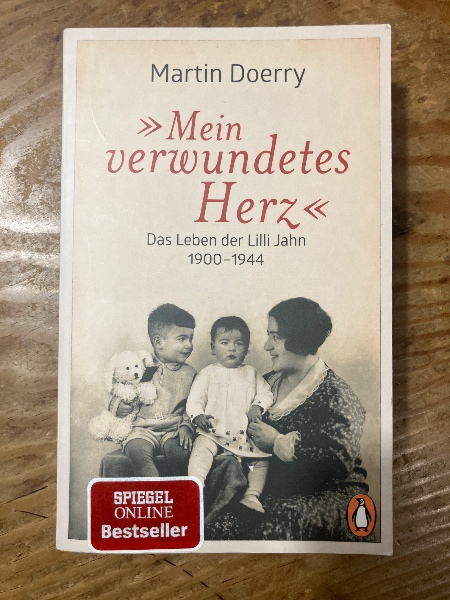 Martin Doerry
»Mein
verwundetes
Herz«
Das Leben der Lilli Jahn
1900–1944
SPIEGEL
ONLINE
Bestseller